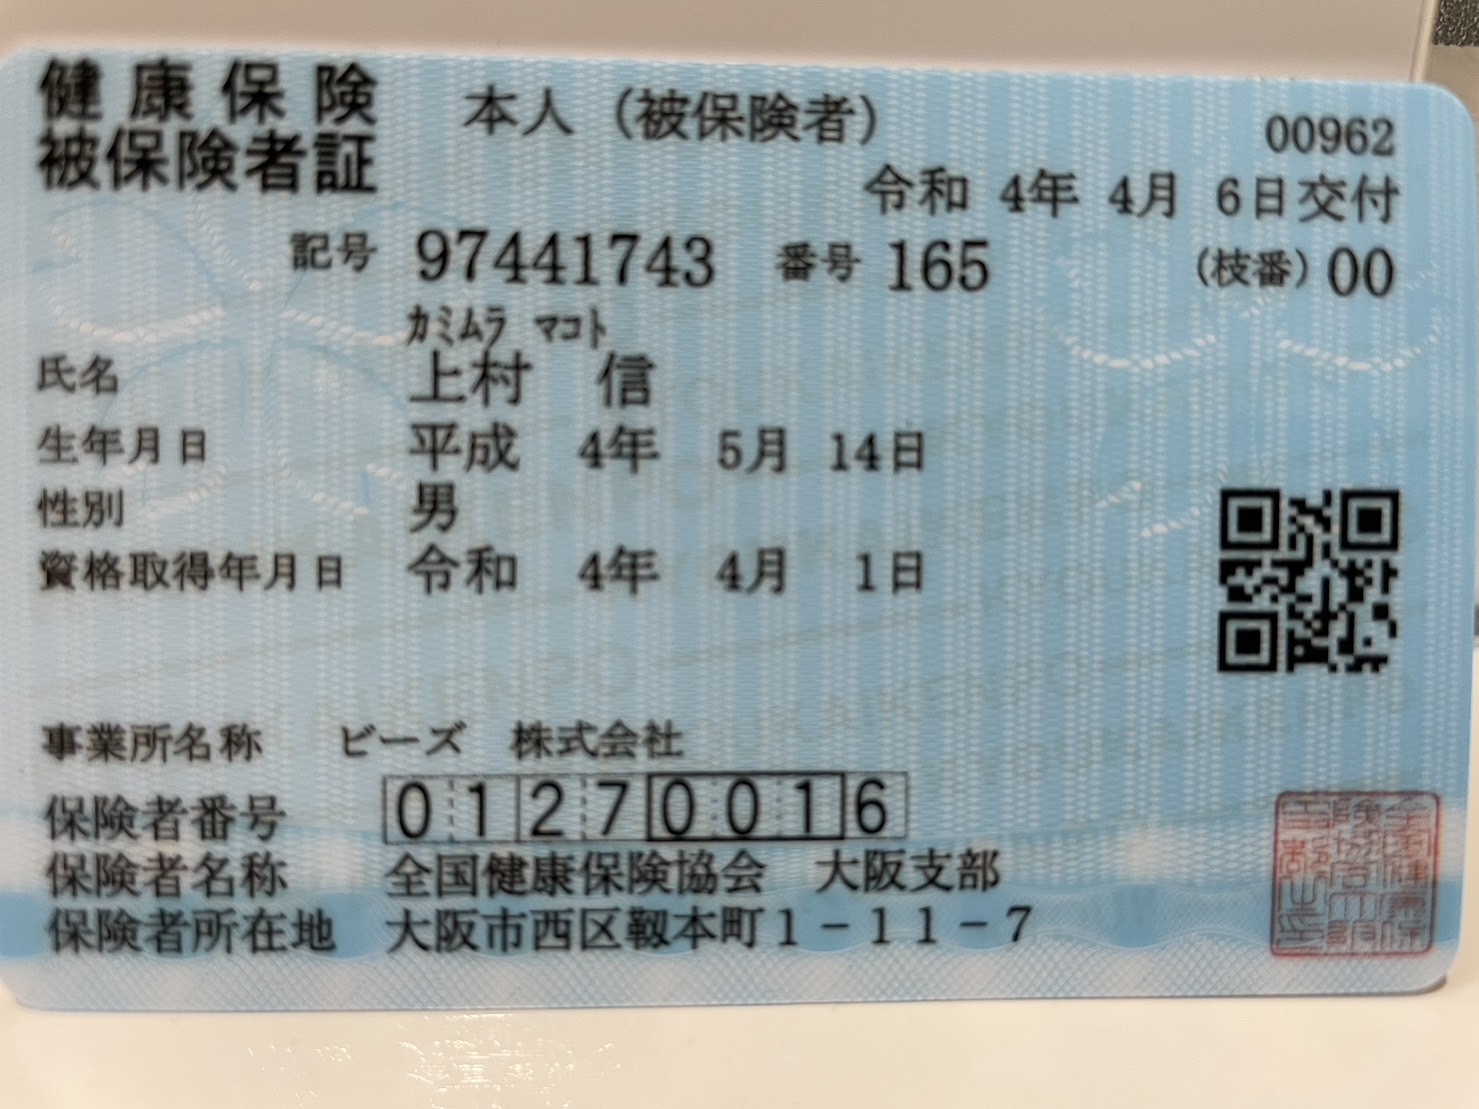 健康保険
被保険者証
本人（被保険者）
00962
令和 4年 4月 6日交付
記号 97441743 番号 165 (枝番) 00
カミムラ マコト
氏名 上村 信
生年月日 平成 4年 5月 14日
性別 男
資格取得年月日 令和 4年 4月 1日
事業所名称 ビーズ 株式会社
保険者番号 01270016
保険者名称 全国健康保険協会 大阪支部
保険者所在地 大阪市西区靱本町1－11－7